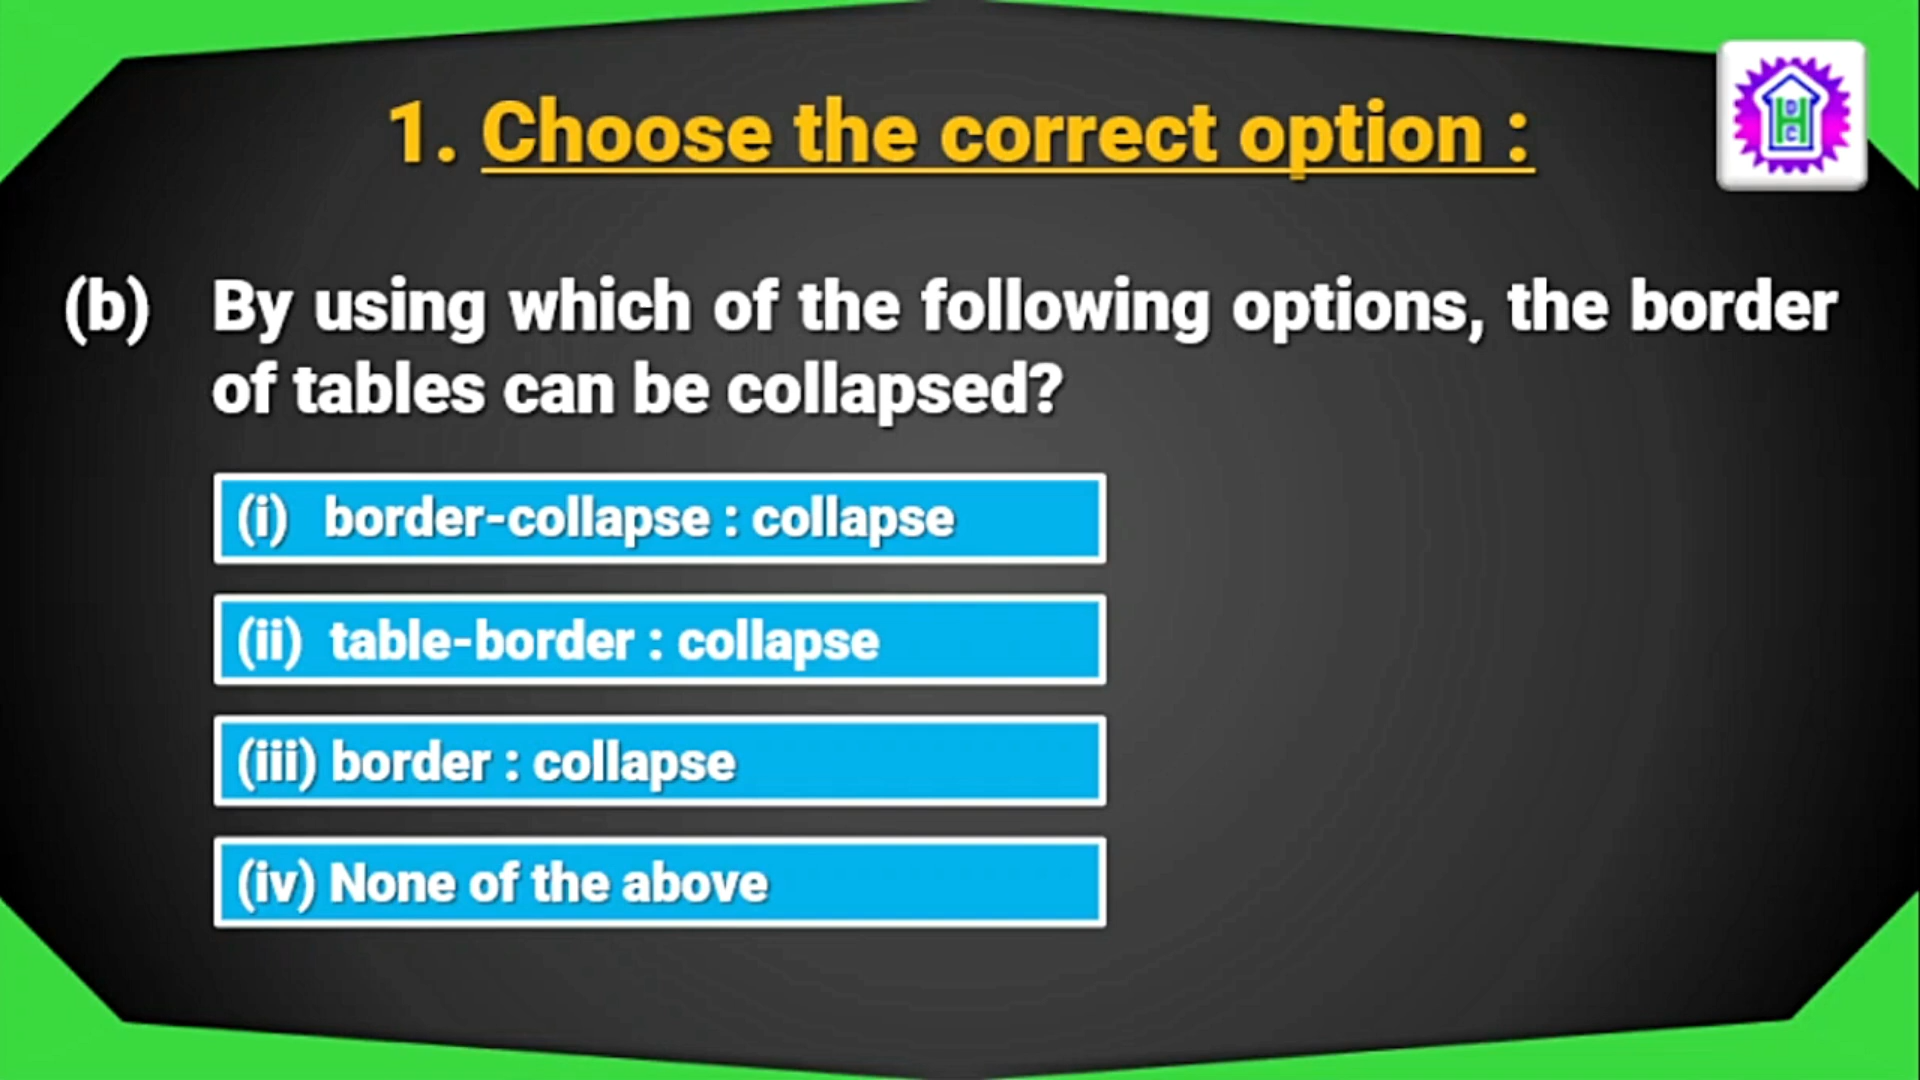 1. Choose the correct option :
(b) By using which of the following options, the border
of tables can be collapsed?
(i) border-collapse : collapse
(ii) table-border : collapse
(iii) border : collapse
(iv) None of the above